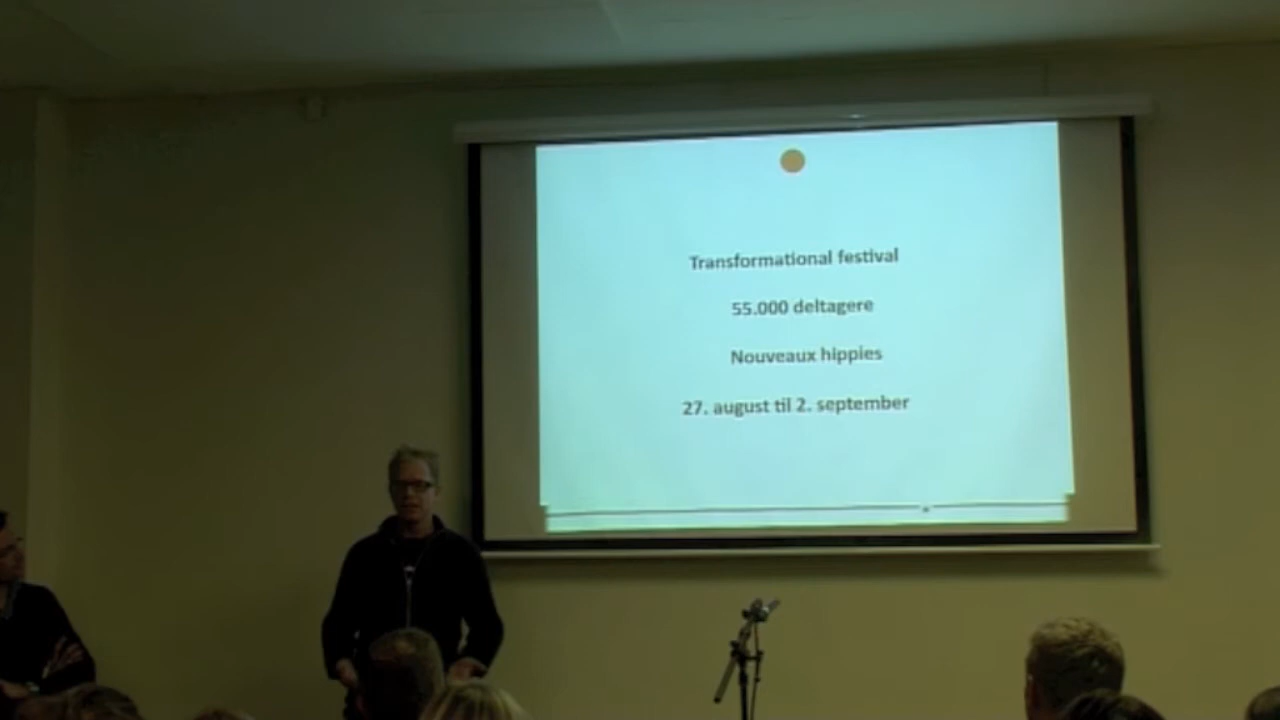 Transformational festival
55.000 deltagere
Nouveaux hippies
27. august til 2. september